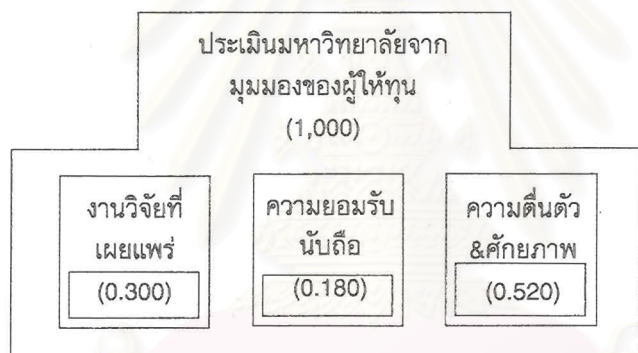 ประเมินมหาวิทยาลัยจาก
มุมมองของผู้ให้ทุน
(1,000)
งานวิจัยที่
เผยแพร่
(0.300)
ความยอมรับ
นับถือ
(0.180)
ความตื่นตัว
&ศักยภาพ
(0.520)